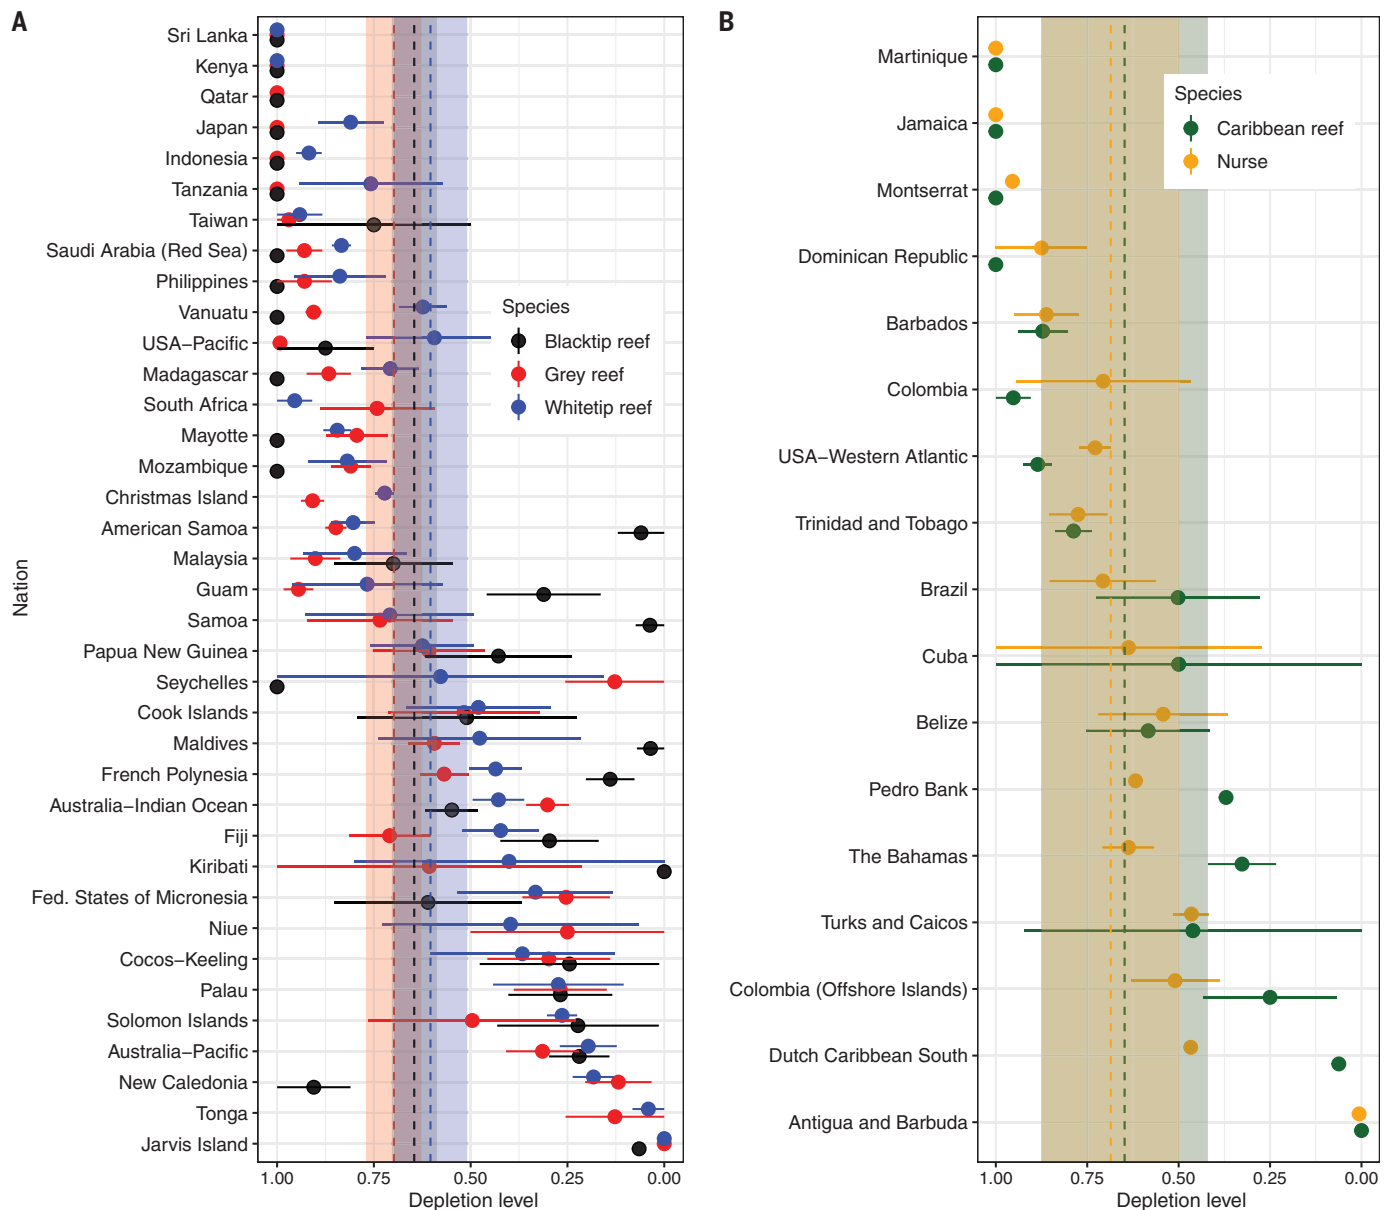 A
Nation
Sri Lanka
Kenya
Qatar
Japan
Indonesia
Tanzania
Taiwan
Saudi Arabia (Red Sea)
Philippines
Vanuatu
USA−Pacific
Madagascar
South Africa
Mayotte
Mozambique
Christmas Island
American Samoa
Malaysia
Guam
Samoa
Papua New Guinea
Seychelles
Cook Islands
Maldives
French Polynesia
Australia−Indian Ocean
Fiji
Kiribati
Fed. States of Micronesia
Niue
Cocos−Keeling
Palau
Solomon Islands
Australia−Pacific
New Caledonia
Tonga
Jarvis Island
Species
Blacktip reef
Grey reef
Whitetip reef
1.00 0.75 0.50 0.25 0.00
Depletion level
B
Martinique
Jamaica
Montserrat
Dominican Republic
Barbados
Colombia
USA−Western Atlantic
Trinidad and Tobago
Brazil
Cuba
Belize
Pedro Bank
The Bahamas
Turks and Caicos
Colombia (Offshore Islands)
Dutch Caribbean South
Antigua and Barbuda
Species
Caribbean reef
Nurse
1.00 0.75 0.50 0.25 0.00
Depletion level